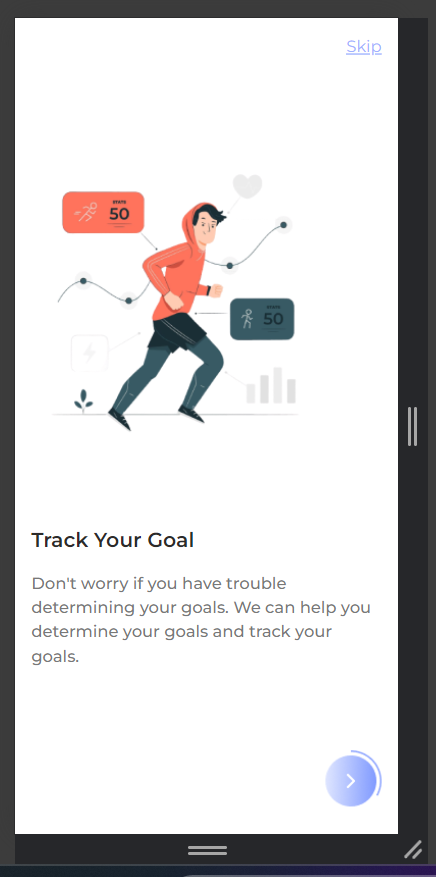 Skip
STATS
50
STATS
50
Track Your Goal
Don't worry if you have trouble
determining your goals. We can help you
determine your goals and track your
goals.